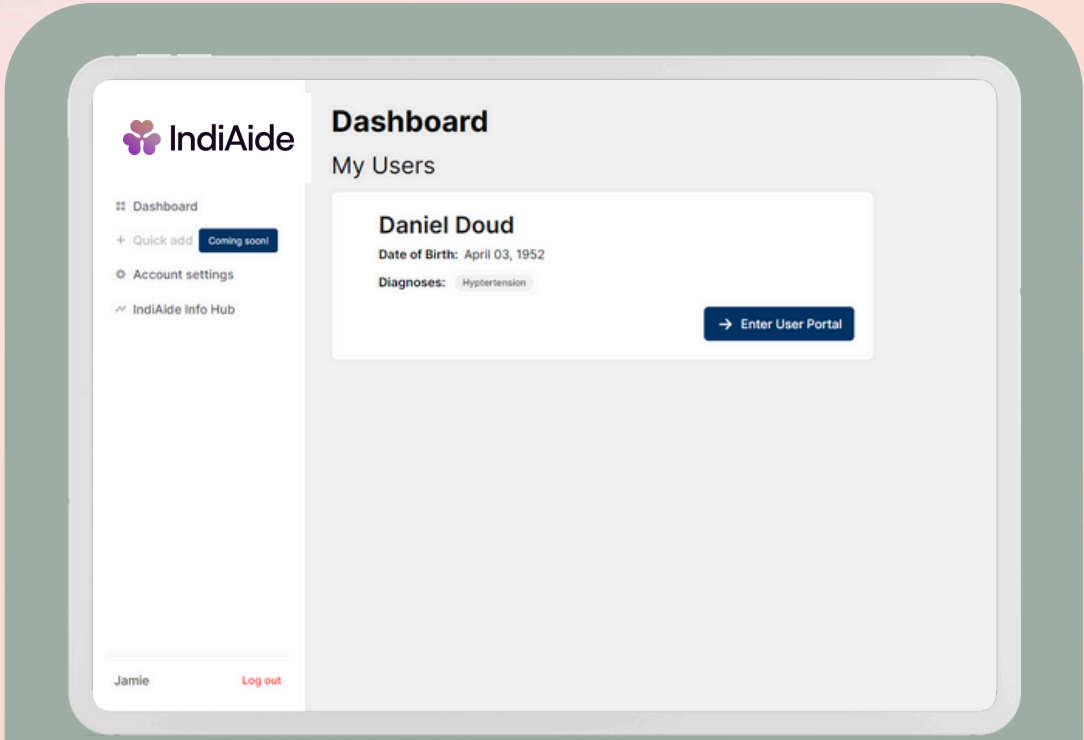 IndiAide
Dashboard
Quick add Coming soon!
Account settings
IndiAide Info Hub
Jamie Log out
Dashboard
My Users
Daniel Doud
Date of Birth: April 03, 1952
Diagnoses: Hyptertension
Enter User Portal